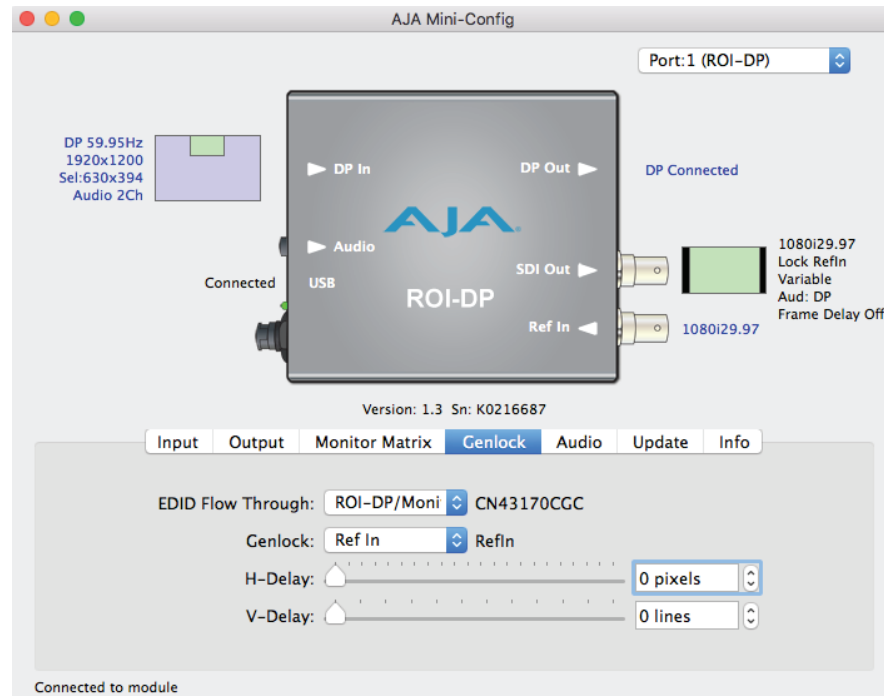 AJA Mini-Config
Port:1 (ROI-DP)
DP 59.95Hz
1920x1200
Sel:630x394
Audio 2Ch
DP In
DP Out
DP Connected
AJA
Audio
Connected
USB
SDI Out
ROI-DP
Ref In
1080i29.97
Lock RefIn
Variable
Aud: DP
Frame Delay Off
1080i29.97
Version: 1.3 Sn: K0216687
Input Output Monitor Matrix Genlock Audio Update Info
EDID Flow Through: ROI-DP/Moni CN43170CGC
Genlock: Ref In RefIn
H-Delay: 0 pixels
V-Delay: 0 lines
Connected to module